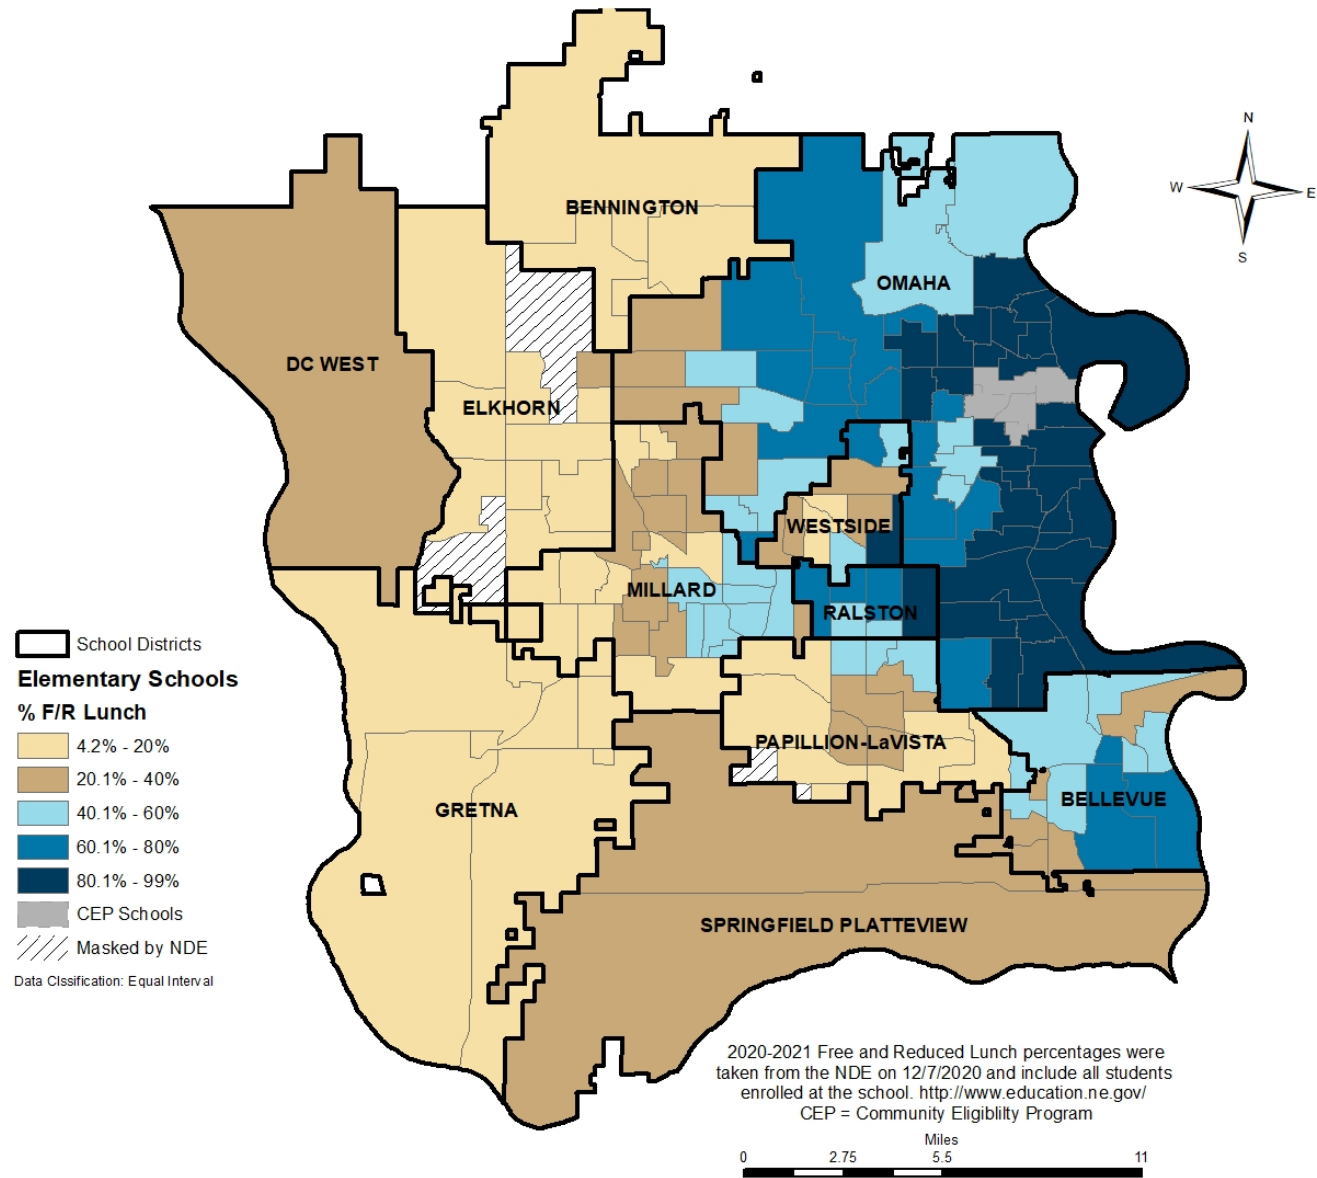 N
W E
S
BENNINGTON
OMAHA
DC WEST
ELKHORN
WESTSIDE
MILLARD
RALSTON
PAPILLION-LaVISTA
GRETNA
BELLEVUE
SPRINGFIELD PLATTEVIEW
School Districts
Elementary Schools
% F/R Lunch
4.2% - 20%
20.1% - 40%
40.1% - 60%
60.1% - 80%
80.1% - 99%
CEP Schools
Masked by NDE
Data Clssification: Equal Interval
2020-2021 Free and Reduced Lunch percentages were
taken from the NDE on 12/7/2020 and include all students
enrolled at the school. http://www.education.ne.gov/
CEP = Community Eligiblilty Program
Miles
0 2.75 5.5 11